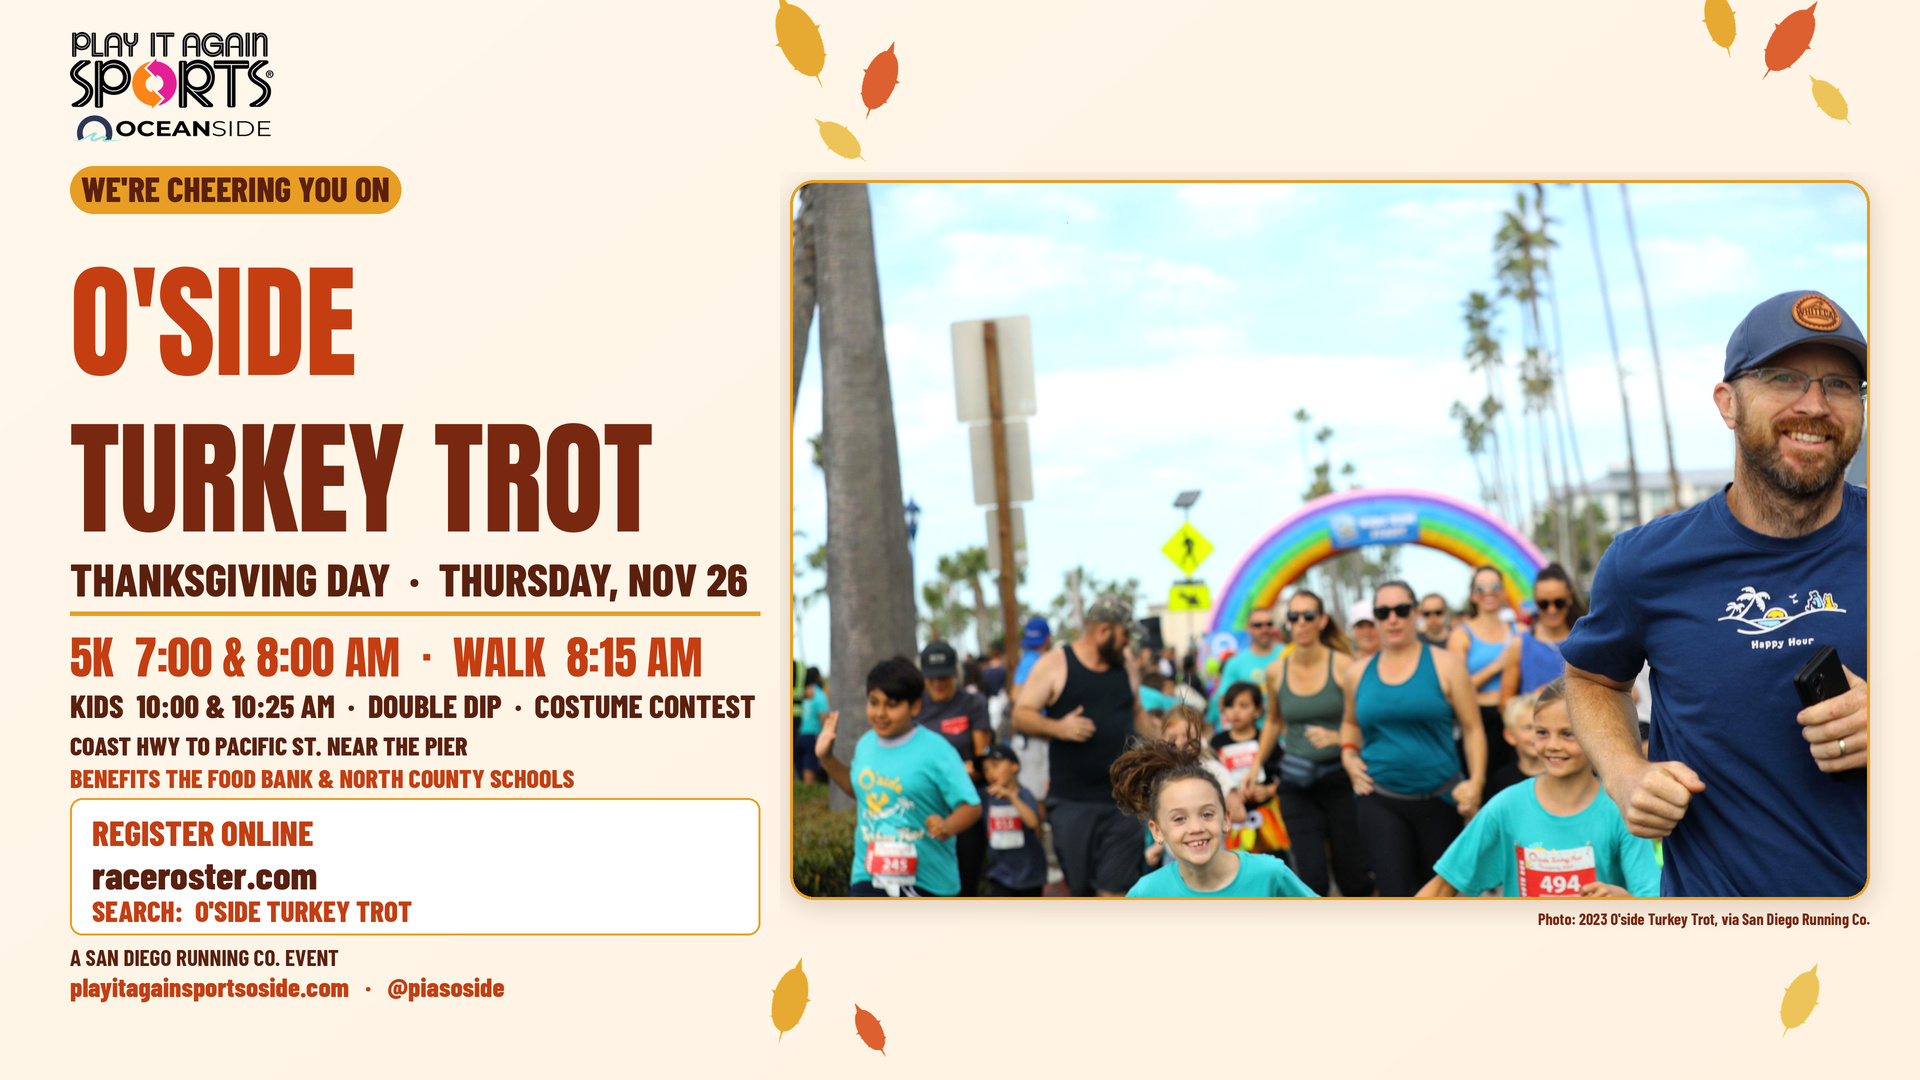 PLAY IT AGAIN
SPORTS®
OCEANSIDE
WE'RE CHEERING YOU ON
O'SIDE
TURKEY TROT
THANKSGIVING DAY · THURSDAY, NOV 26
5K 7:00 & 8:00 AM · WALK 8:15 AM
KIDS 10:00 & 10:25 AM · DOUBLE DIP · COSTUME CONTEST
COAST HWY TO PACIFIC ST. NEAR THE PIER
BENEFITS THE FOOD BANK & NORTH COUNTY SCHOOLS
REGISTER ONLINE
raceroster.com
SEARCH: O'SIDE TURKEY TROT
A SAN DIEGO RUNNING CO. EVENT
playitagainsportsoside.com · @piasoside
Happy Hour
O'side
245
494
Photo: 2023 O'side Turkey Trot, via San Diego Running Co.